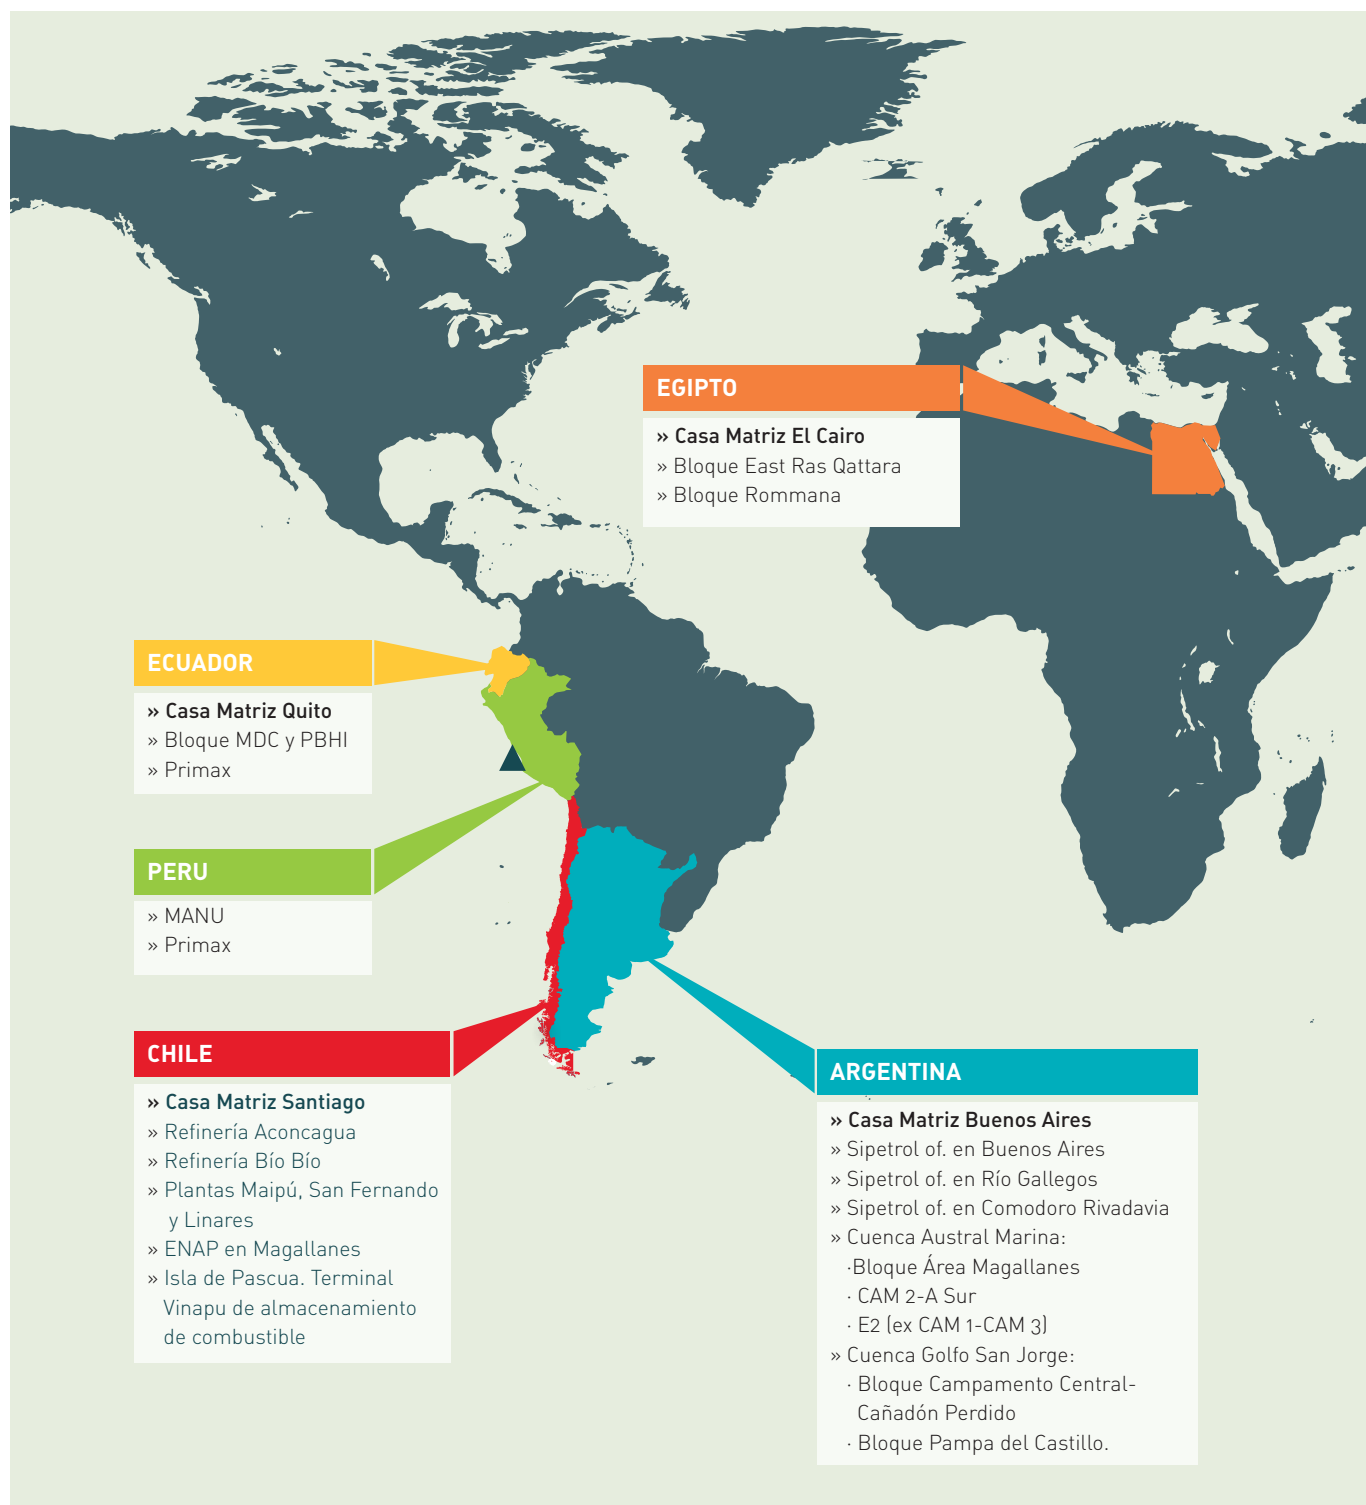 EGIPTO
» Casa Matriz El Cairo
» Bloque East Ras Qattara
» Bloque Rommana
ECUADOR
» Casa Matriz Quito
» Bloque MDC y PBHI
» Primax
PERU
» MANU
» Primax
CHILE
» Casa Matriz Santiago
» Refinería Aconcagua
» Refinería Bío Bío
» Plantas Maipú, San Fernando
y Linares
» ENAP en Magallanes
» Isla de Pascua. Terminal
Vinapu de almacenamiento
de combustible
ARGENTINA
» Casa Matriz Buenos Aires
» Sipetrol of. en Buenos Aires
» Sipetrol of. en Río Gallegos
» Sipetrol of. en Comodoro Rivadavia
» Cuenca Austral Marina:
·Bloque Área Magallanes
· CAM 2-A Sur
· E2 (ex CAM 1-CAM 3)
» Cuenca Golfo San Jorge:
· Bloque Campamento Central-
Cañadón Perdido
· Bloque Pampa del Castillo.